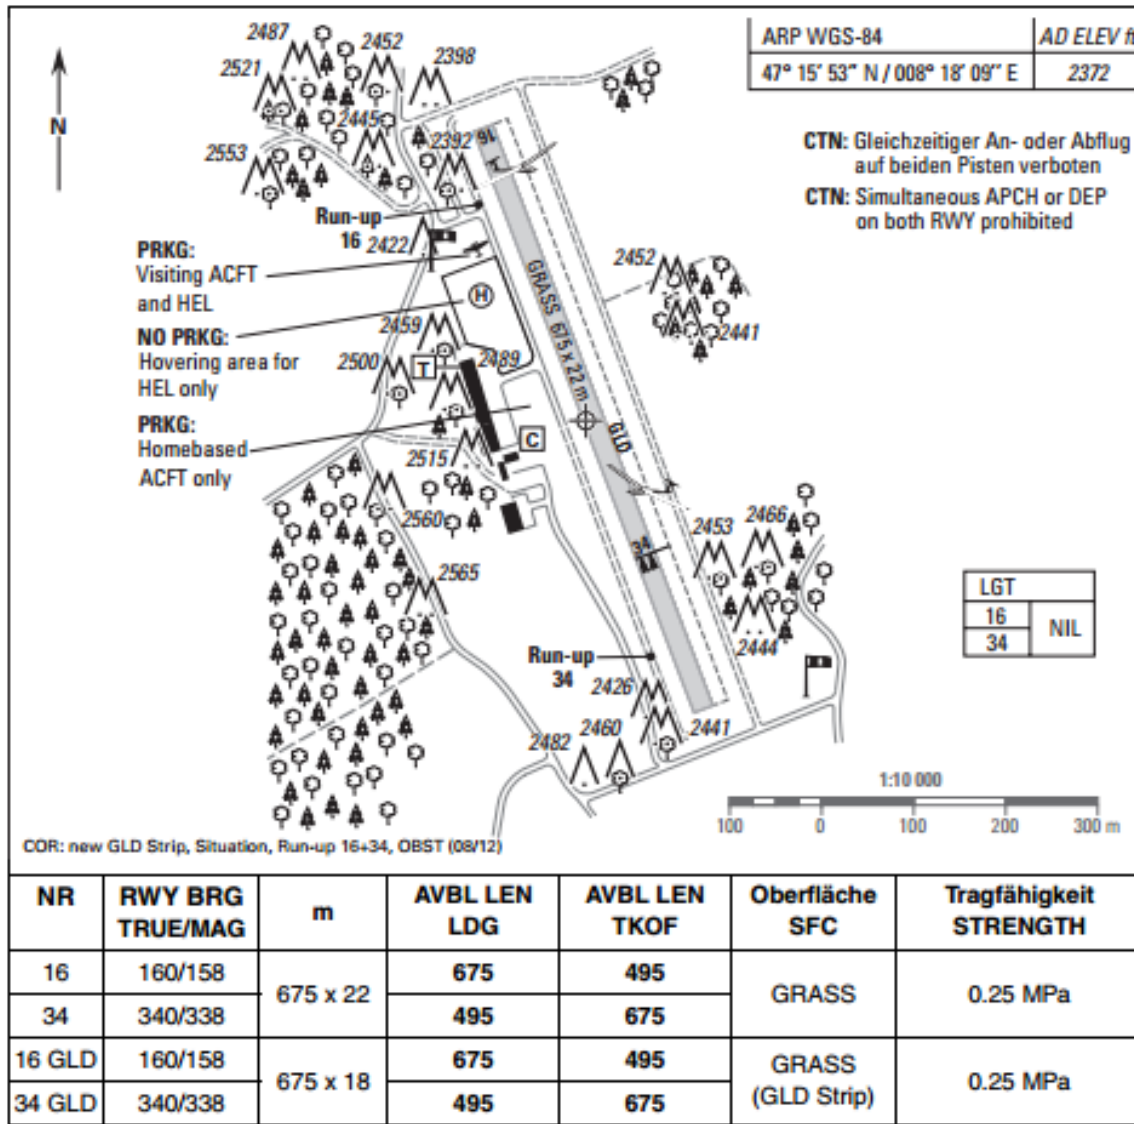 ARP WGS-84 AD ELEV ft
47° 15' 53" N / 008° 18' 09" E 2372
CTN: Gleichzeitiger An- oder Abflug
auf beiden Pisten verboten
CTN: Simultaneous APCH or DEP
on both RWY prohibited
N
2487
2452
2398
2521
2445
2392
2553
16
Run-up
16
2422
PRKG:
Visiting ACFT
and HEL
H
NO PRKG:
Hovering area for
HEL only
2459
2489
2500
T
PRKG:
Homebased
ACFT only
C
2515
2560
2565
GRASS 675 x 22 m
GLD
2452
2441
34
2453
2466
2444
Run-up
34
2426
2441
2460
2482
LGT
16 NIL
34
1:10 000
100 0 100 200 300 m
COR: new GLD Strip, Situation, Run-up 16+34, OBST (08/12)
NR RWY BRG TRUE/MAG m AVBL LEN LDG AVBL LEN TKOF Oberfläche SFC Tragfähigkeit STRENGTH
16 160/158 675 x 22 675 495 GRASS 0.25 MPa
34 340/338 495 675
16 GLD 160/158 675 x 18 675 495 GRASS (GLD Strip) 0.25 MPa
34 GLD 340/338 495 675